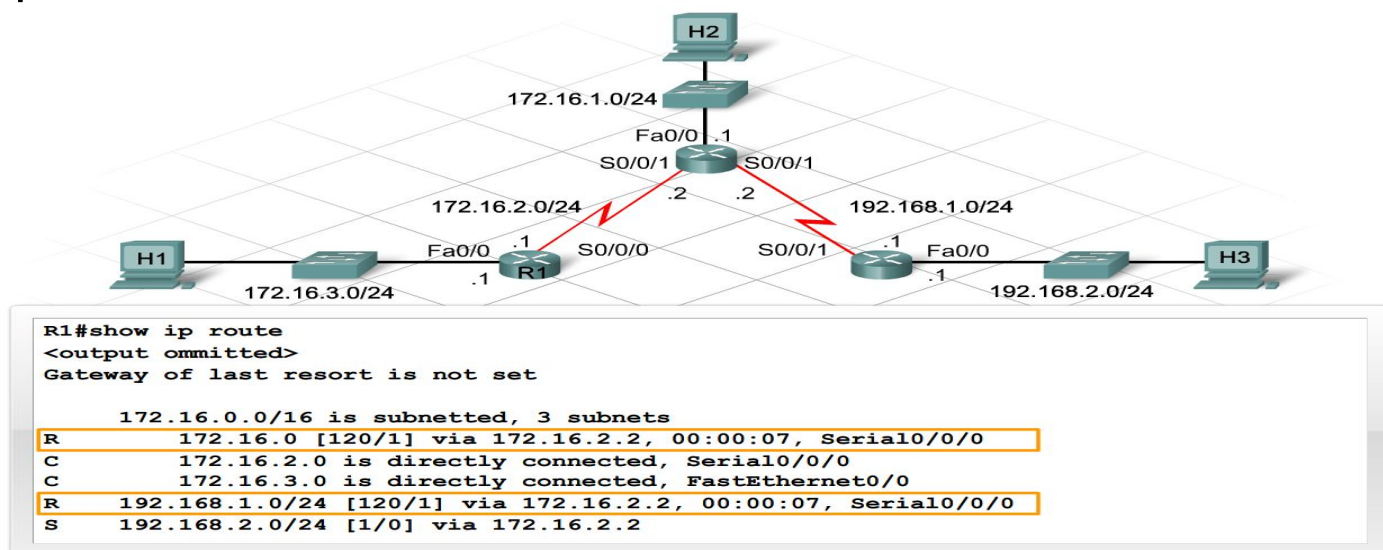 H2
172.16.1.0/24
Fa0/0 .1
S0/0/1 S0/0/1
.2 .2
172.16.2.0/24 192.168.1.0/24
H1 Fa0/0 .1 S0/0/0 S0/0/1 .1 Fa0/0 H3
.1 R1 .1
172.16.3.0/24 192.168.2.0/24
R1#show ip route
<output ommitted>
Gateway of last resort is not set
172.16.0.0/16 is subnetted, 3 subnets
R 172.16.0 [120/1] via 172.16.2.2, 00:00:07, Serial0/0/0
C 172.16.2.0 is directly connected, Serial0/0/0
C 172.16.3.0 is directly connected, FastEthernet0/0
R 192.168.1.0/24 [120/1] via 172.16.2.2, 00:00:07, Serial0/0/0
S 192.168.2.0/24 [1/0] via 172.16.2.2